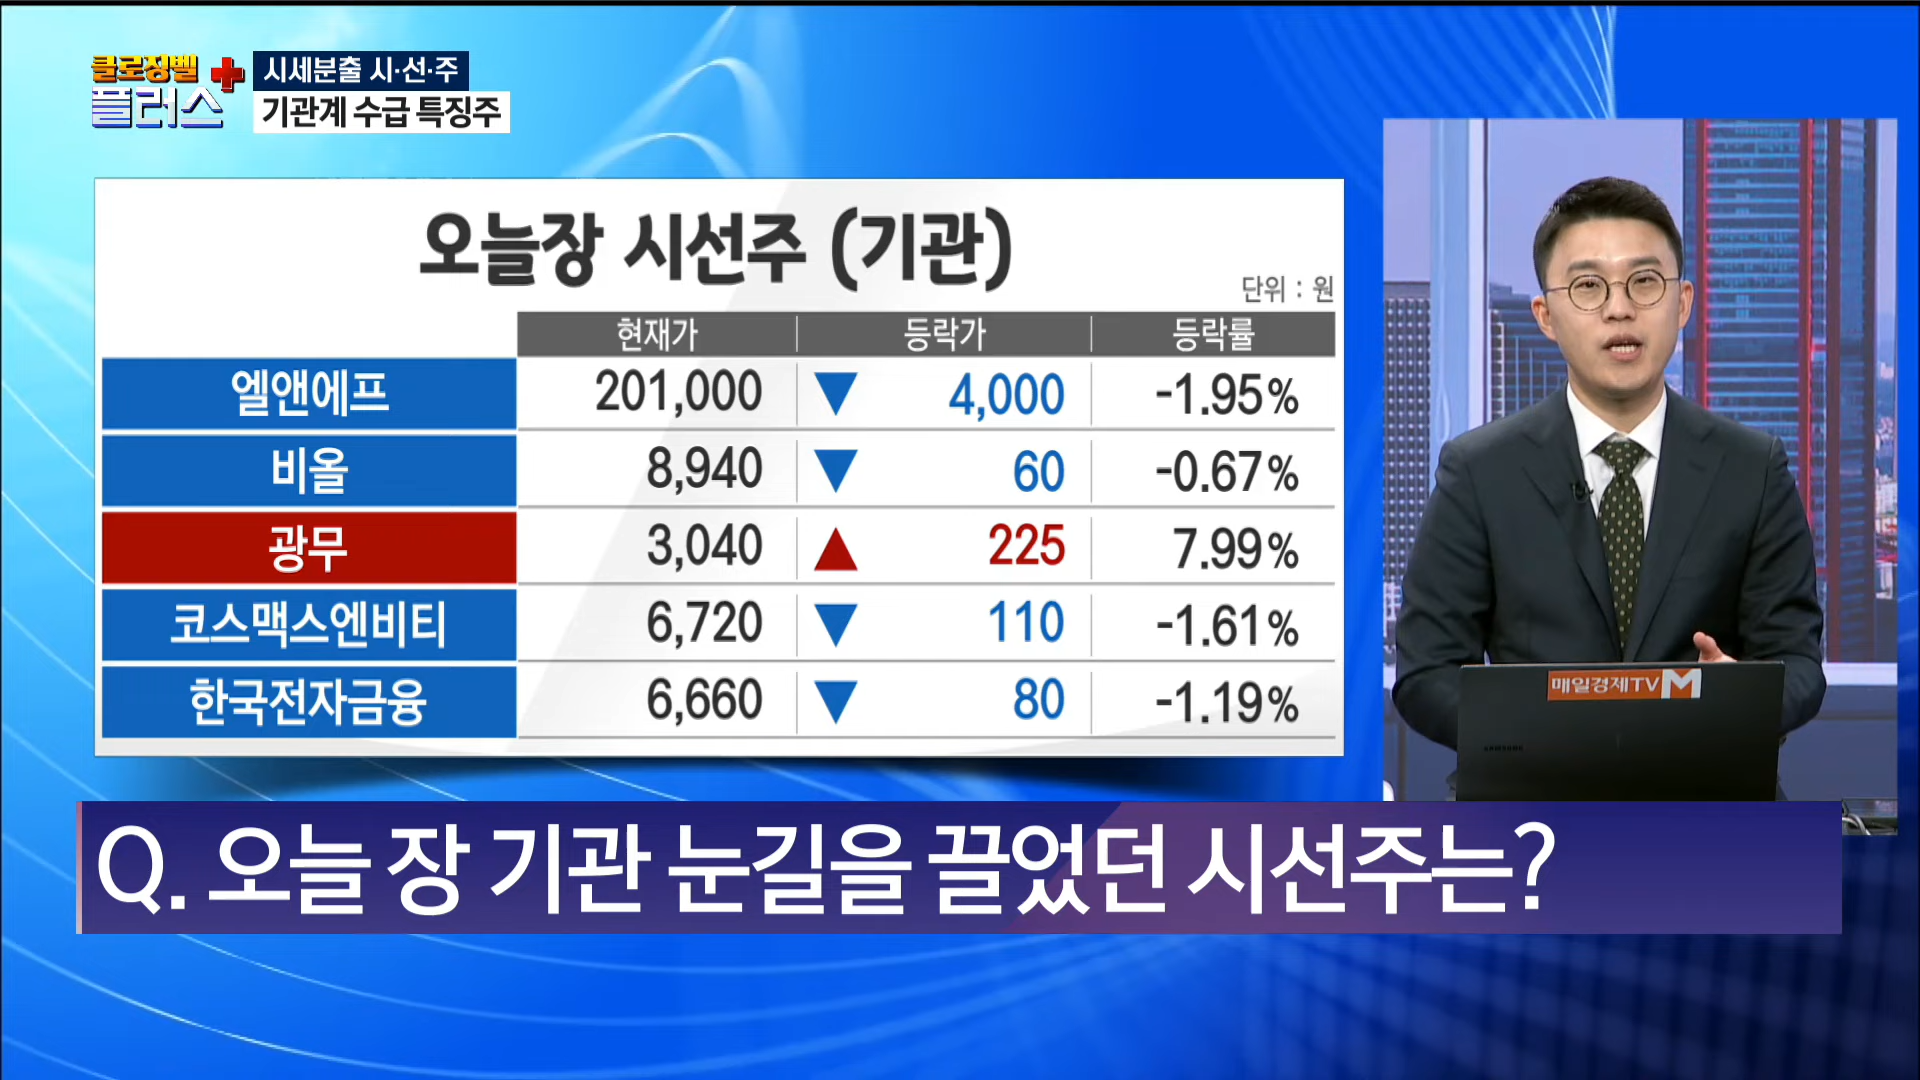 클로징벨
플러스
시세분출 시·선·주
기관계 수급 특징주
오늘장 시선주 (기관)
단위 : 원
현재가 등락가 등락률
엘앤에프 201,000 ▼ 4,000 -1.95%
비올 8,940 ▼ 60 -0.67%
광무 3,040 ▲ 225 7.99%
코스맥스엔비티 6,720 ▼ 110 -1.61%
한국전자금융 6,660 ▼ 80 -1.19%
매일경제TV M
SAMSUNG
Q. 오늘 장 기관 눈길을 끌었던 시선주는?